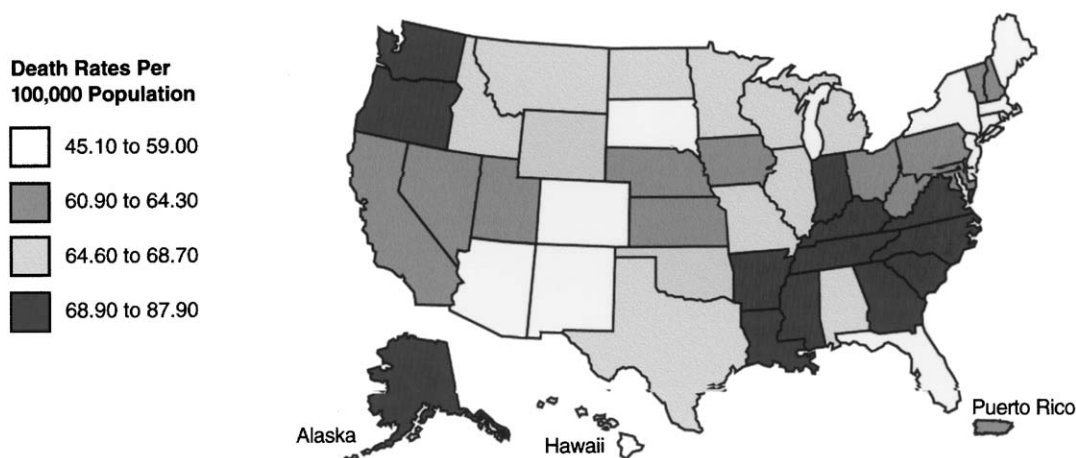 Death Rates Per
100,000 Population
45.10 to 59.00
60.90 to 64.30
64.60 to 68.70
68.90 to 87.90
Alaska
Hawaii
Puerto Rico